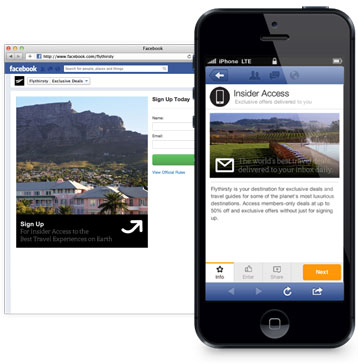 Facebook
http://www.facebook.com/flythirsty
facebook
Search for people, places and things
Flythirsty
Exclusive Deals
Sign Up Today
Name:
Email:
View Official Rules
Sign Up
For Insider Access to the
Best Travel Experiences on Earth
iPhone LTE
Insider Access
Exclusive offers delivered to you
The world's best travel deals
delivered to your inbox daily.
Flythirsty is your destination for exclusive deals and
travel guides for some of the planet's most luxurious
destinations. Access members-only deals at up to
50% off and exclusive offers without just for signing
up.
Info
Enter
Share
Next